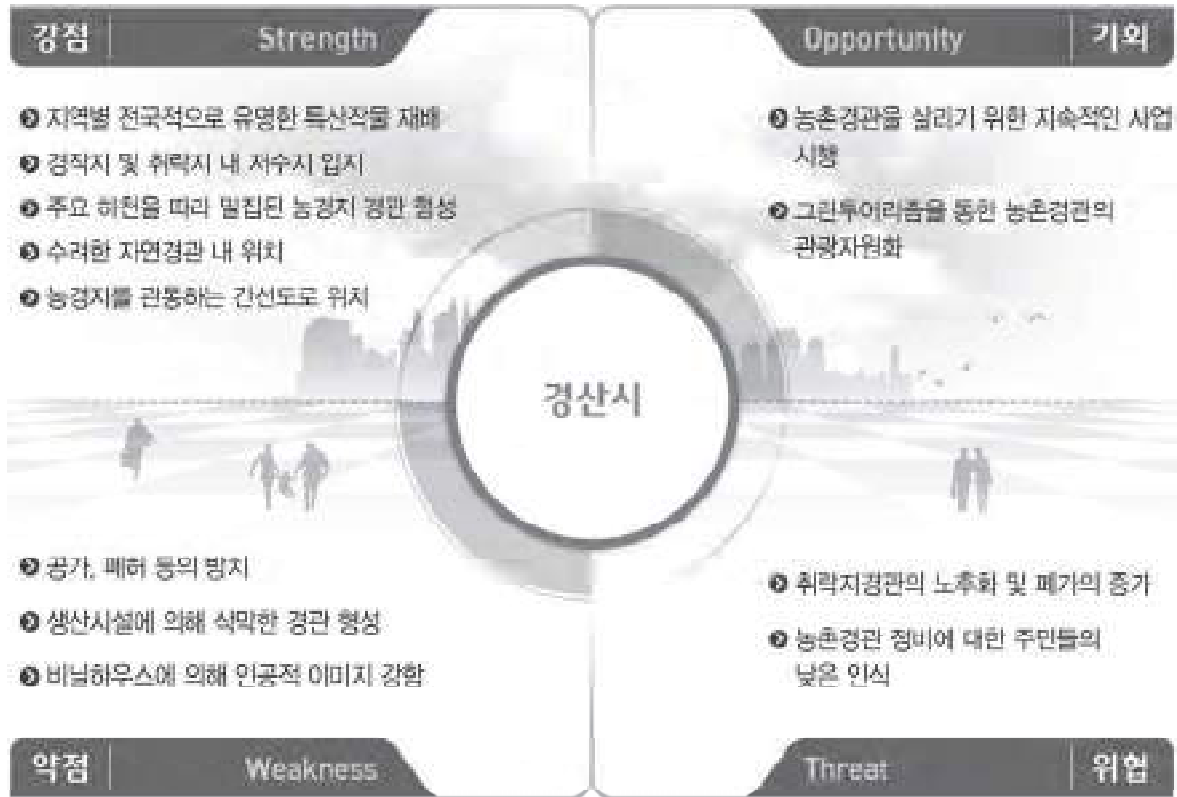 강점 Strength
지역별 전국적으로 유명한 특산작물 재배
경작지 및 취락지 내 저수지 입지
주요 하천을 따라 밀집된 농경지 경관 형성
수려한 자연경관 내 위치
농경지를 관통하는 간선도로 위치
Opportunity 기회
농촌경관을 살리기 위한 지속적인 사업
시행
그린투어리즘을 통한 농촌경관의
관광자원화
경산시
공가, 폐허 등의 방치
생산시설에 의해 삭막한 경관 형성
비닐하우스에 의해 인공적 이미지 강함
약점 Weakness
취락지경관의 노후화 및 폐가의 증가
농촌경관 정비에 대한 주민들의
낮은 인식
Threat 위협